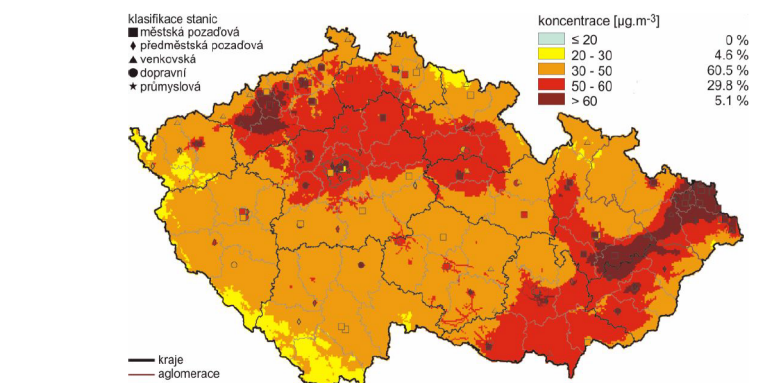 klasifikace stanic
městská pozaďová
předměstská pozaďová
venkovská
dopravní
průmyslová
koncentrace [µg.m-3]
≤ 20 0 %
20 - 30 4.6 %
30 - 50 60.5 %
50 - 60 29.8 %
> 60 5.1 %
kraje
aglomerace